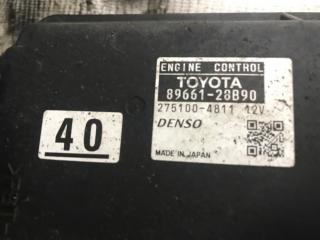 ENGINE CONTROL
TOYOTA
89661-28B90
275100-4811 12V
DENSO
MADE IN JAPAN
40